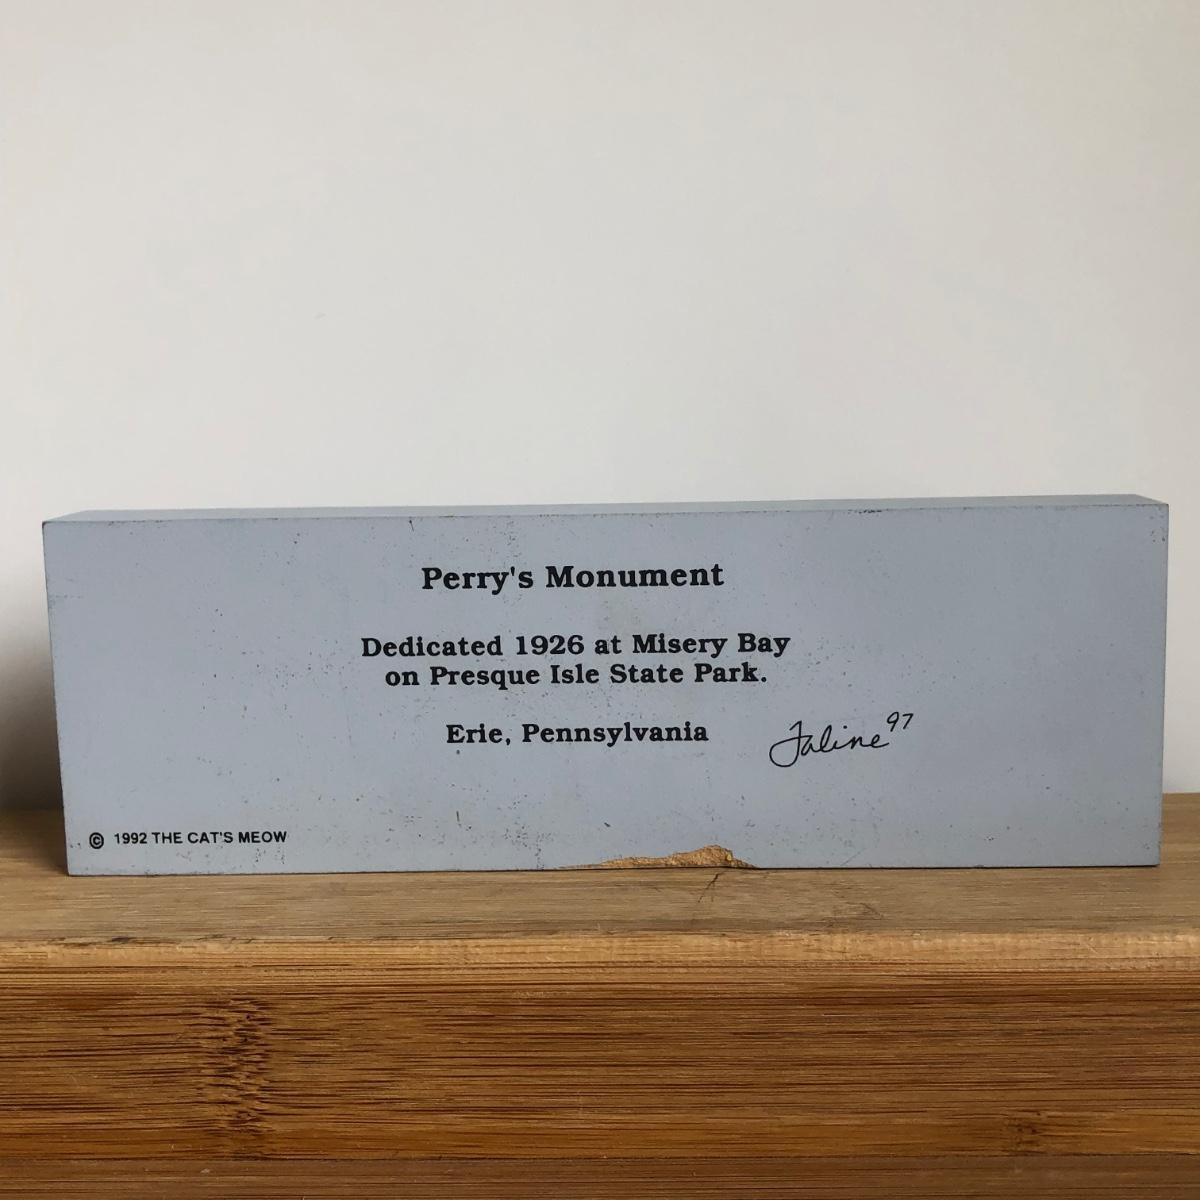 Perry's Monument
Dedicated 1926 at Misery Bay
on Presque Isle State Park.
Erie, Pennsylvania
Faline 97
© 1992 THE CAT'S MEOW